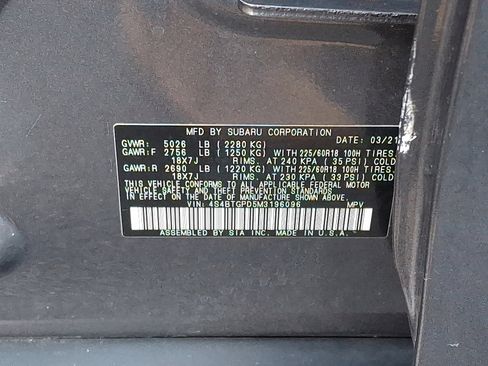 MFD BY SUBARU CORPORATION DATE: 03/21
GVWR: 5026 LB (2280 KG)
GAWR:F 2756 LB (1250 KG) WITH 225/60R18 100H TIRES
18X7J RIMS. AT 240 KPA (35 PSI) COLD
GAWR:R 2690 LB (1220 KG) WITH 225/60R18 100H TIRES
18X7J RIMS. AT 230 KPA (33 PSI) COLD
THIS VEHICLE CONFORMS TO ALL APPLICABLE FEDERAL MOTOR
VEHICLE SAFETY STANDARDS IN EFFECT ON THE DATE OF
MANUFACTURE SHOWN ABOVE.
VIN: 4S4BTGPD5M3196096 MPV
ASSEMBLED BY SIA INC. MADE IN U.S.A.